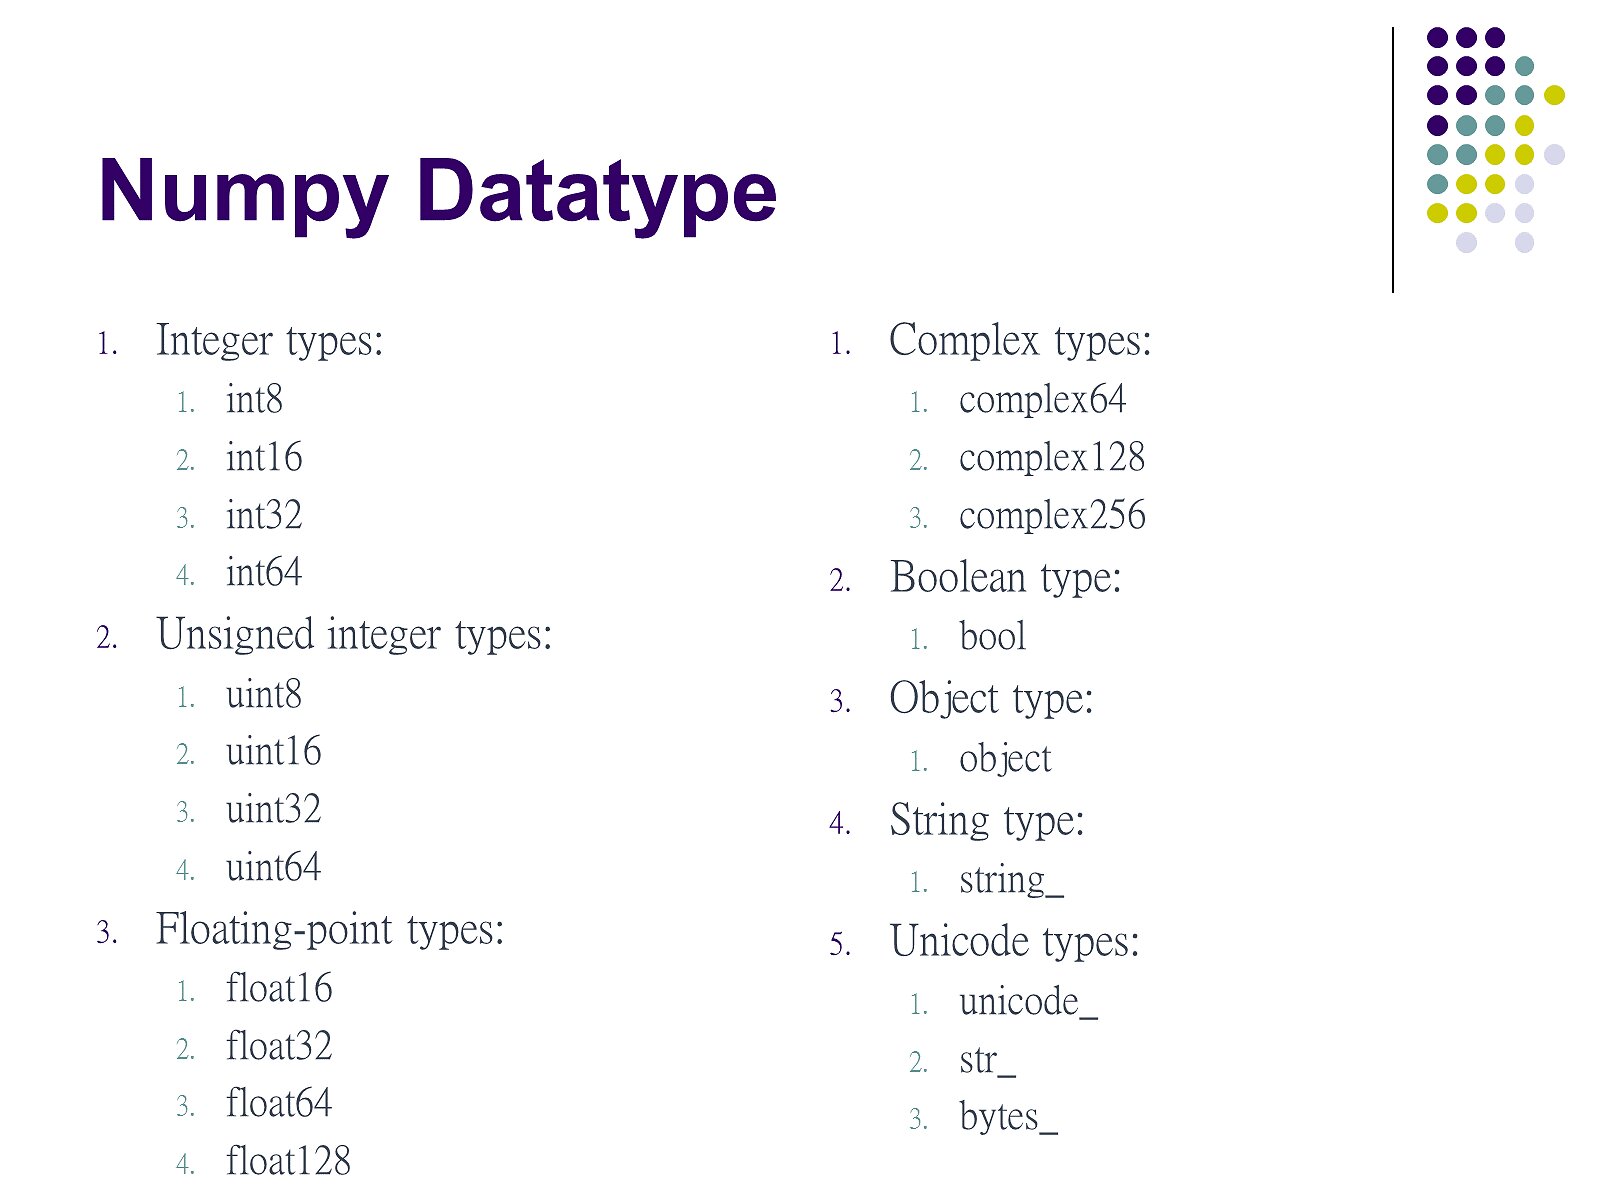 Numpy Datatype
1. Integer types:
1. int8
2. int16
3. int32
4. int64
2. Unsigned integer types:
1. uint8
2. uint16
3. uint32
4. uint64
3. Floating-point types:
1. float16
2. float32
3. float64
4. float128
1. Complex types:
1. complex64
2. complex128
3. complex256
2. Boolean type:
1. bool
3. Object type:
1. object
4. String type:
1. string_
5. Unicode types:
1. unicode_
2. str_
3. bytes_